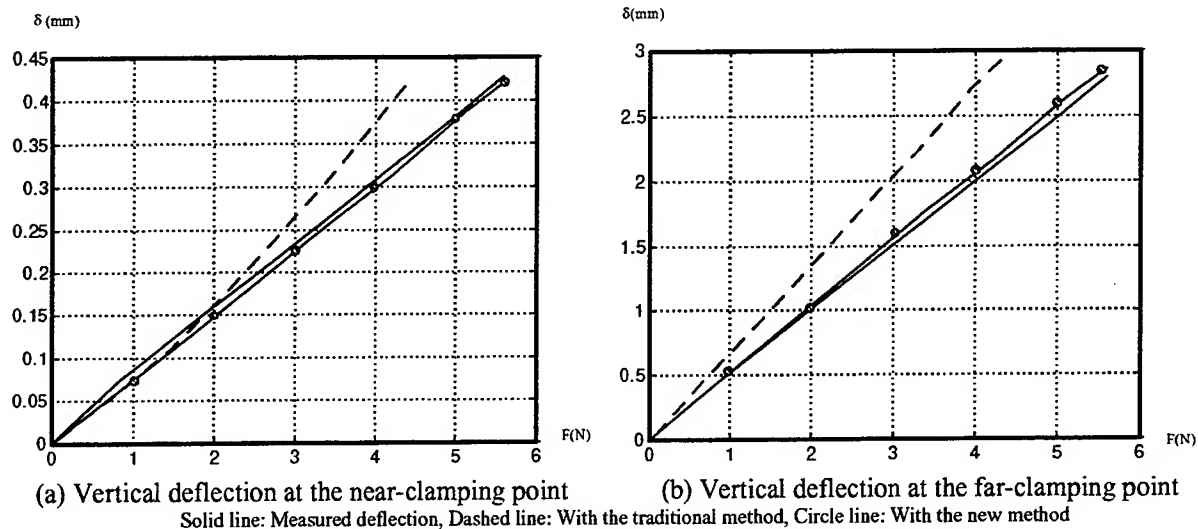 δ (mm)
0.45
0.4
0.35
0.3
0.25
0.2
0.15
0.1
0.05
0
0 1 2 3 4 5 6
F(N)
(a) Vertical deflection at the near-clamping point
δ(mm)
3
2.5
2
1.5
1
0.5
0
0 1 2 3 4 5 6
F(N)
(b) Vertical deflection at the far-clamping point
Solid line: Measured deflection, Dashed line: With the traditional method, Circle line: With the new method